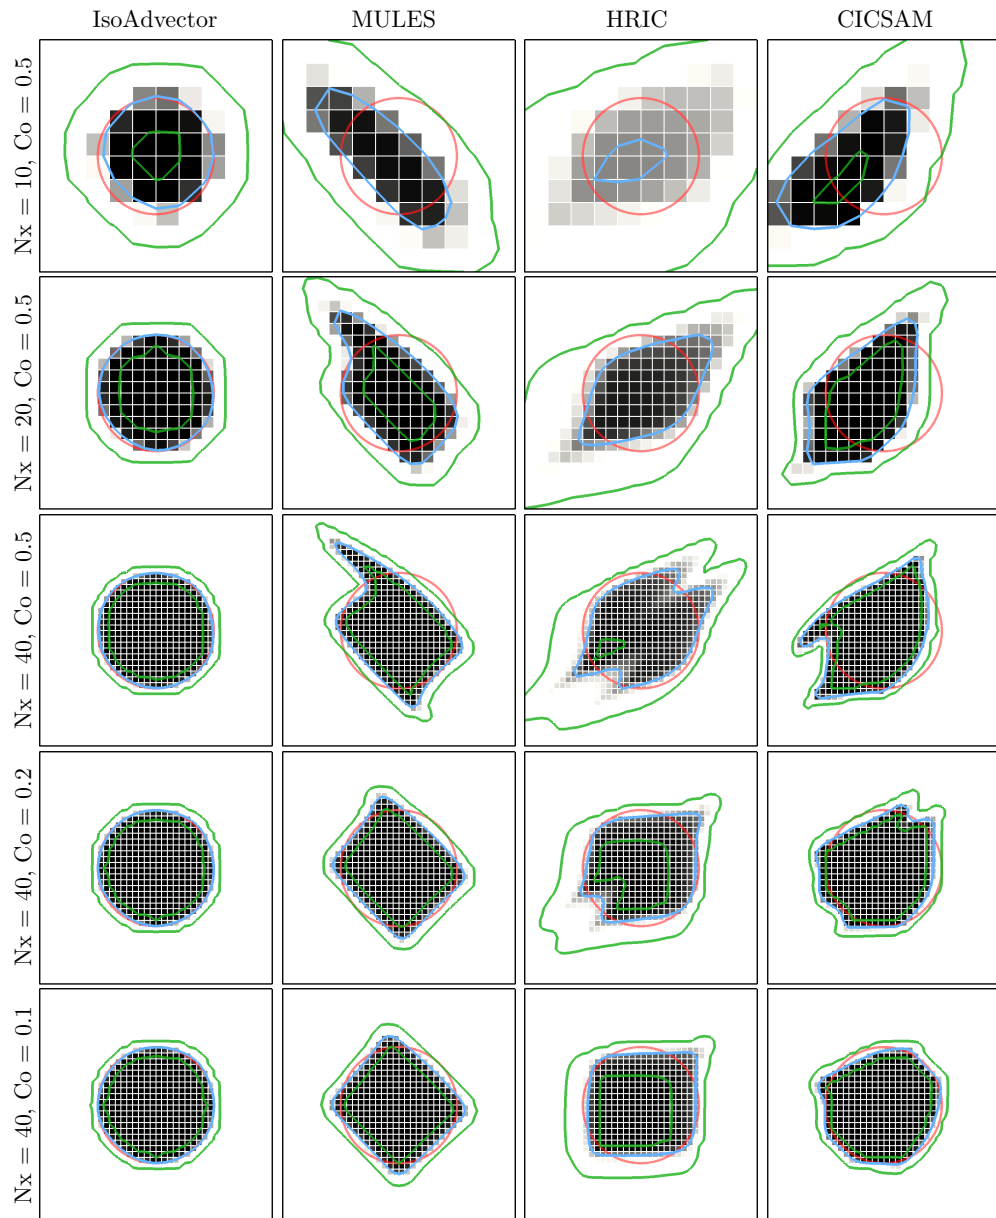 IsoAdvector MULES HRIC CICSAM
Nx = 10, Co = 0.5
Nx = 20, Co = 0.5
Nx = 40, Co = 0.5
Nx = 40, Co = 0.2
Nx = 40, Co = 0.1